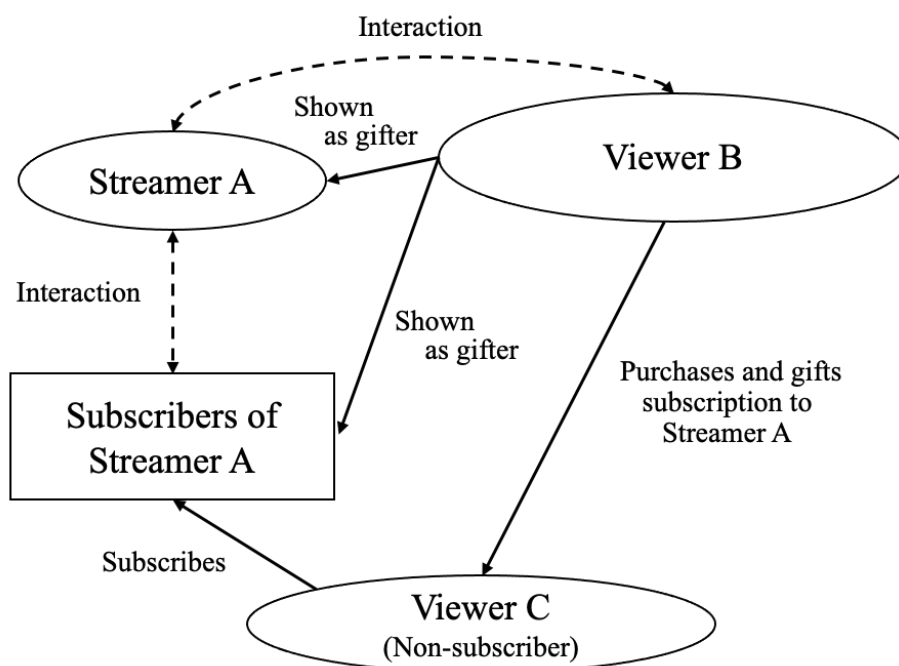 Interaction
Shown
as gifter
Streamer A
Viewer B
Interaction
Shown
as gifter
Purchases and gifts
subscription to
Streamer A
Subscribers of
Streamer A
Subscribes
Viewer C
(Non-subscriber)